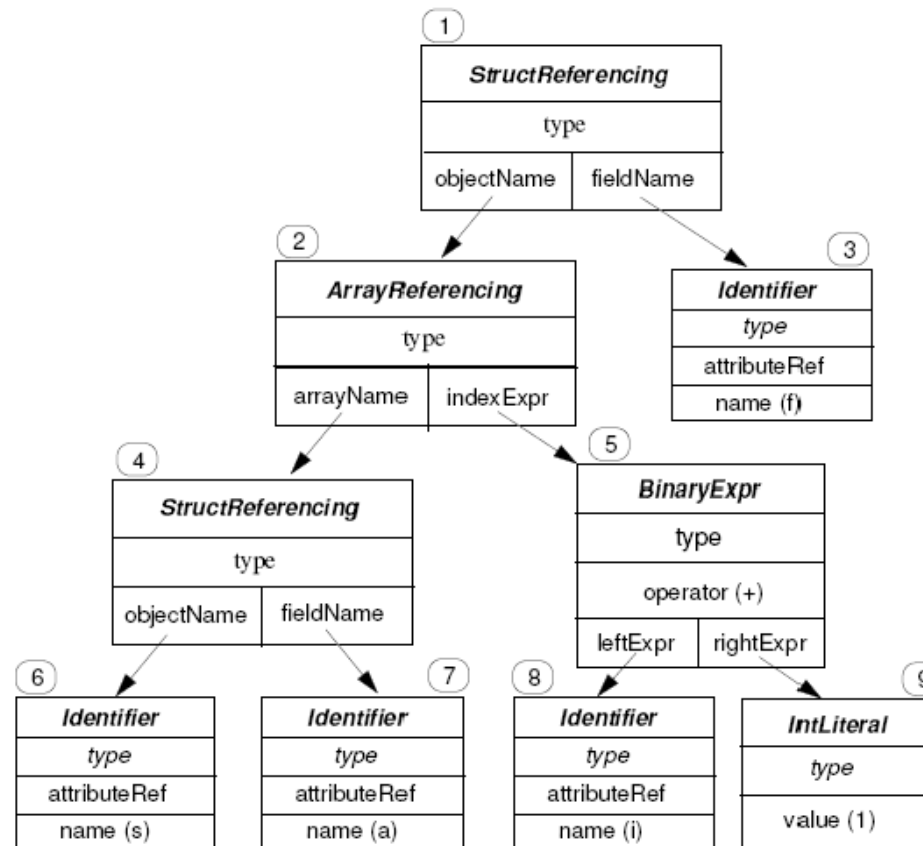 1
StructReferencing
type
objectName fieldName
2
ArrayReferencing
type
arrayName indexExpr
3
Identifier
type
attributeRef
name (f)
4
StructReferencing
type
objectName fieldName
5
BinaryExpr
type
operator (+)
leftExpr rightExpr
6
Identifier
type
attributeRef
name (s)
7
Identifier
type
attributeRef
name (a)
8
Identifier
type
attributeRef
name (i)
9
IntLiteral
type
value (1)